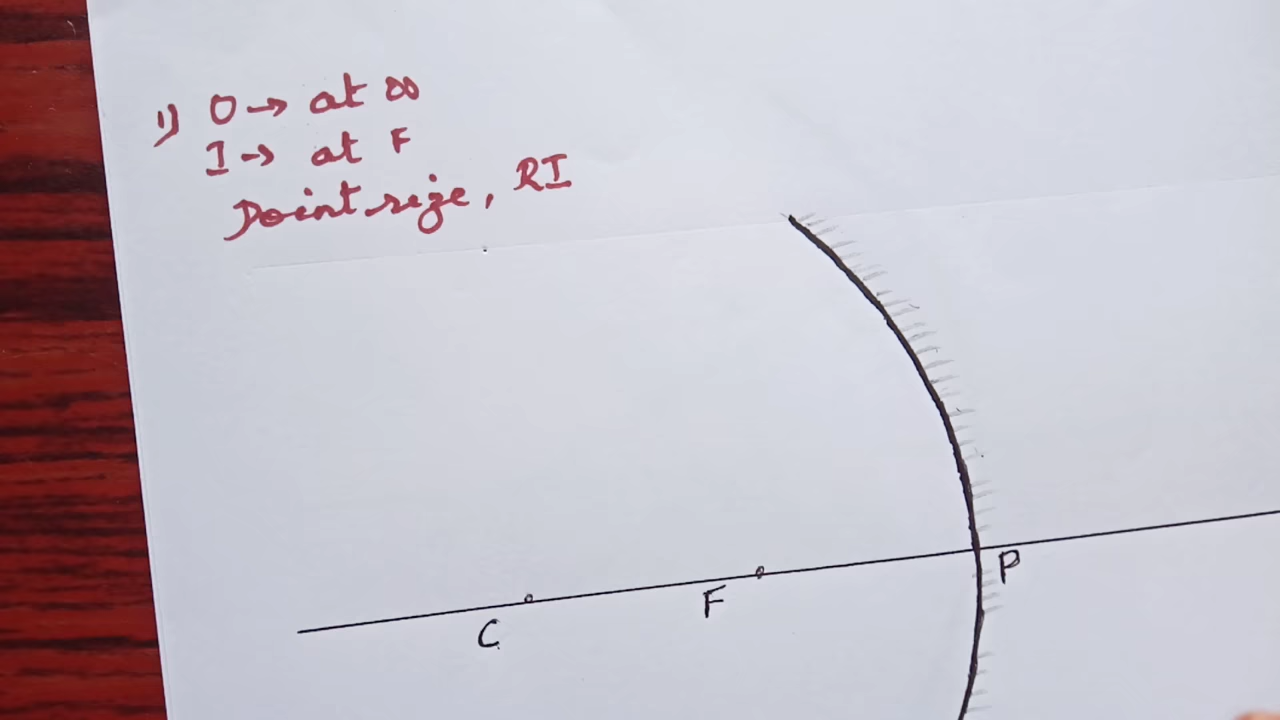 1) O → at ∞
I → at F
Point size, RI
P
F
C